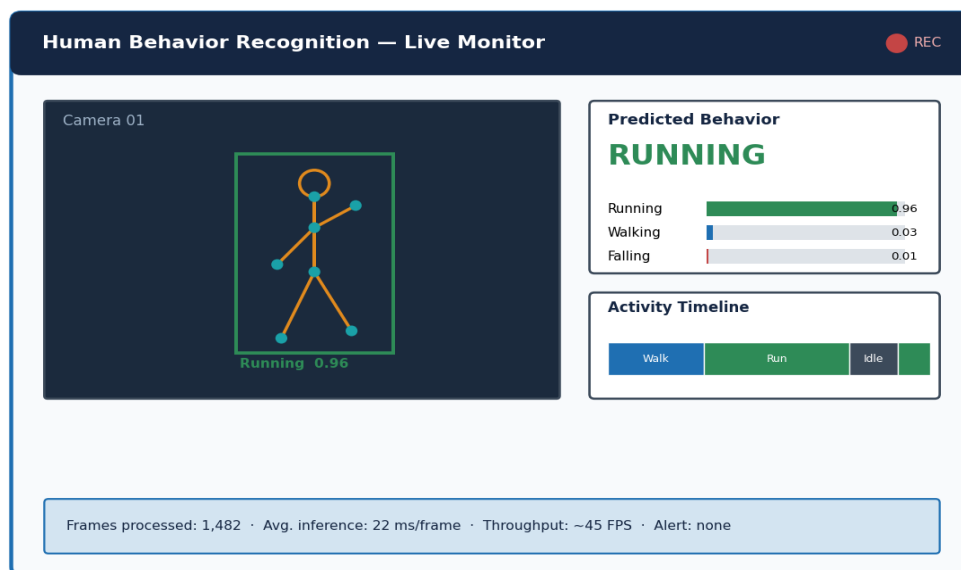 Human Behavior Recognition — Live Monitor
REC
Camera 01
Running  0.96
Predicted Behavior
RUNNING
Running 0.96
Walking 0.03
Falling 0.01
Activity Timeline
Walk Run Idle
Frames processed: 1,482  ·  Avg. inference: 22 ms/frame  ·  Throughput: ~45 FPS  ·  Alert: none